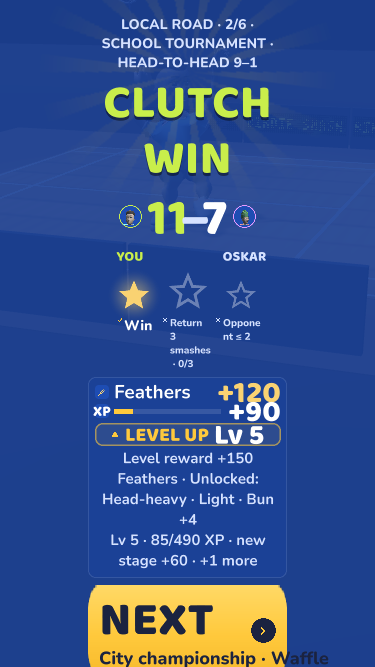 LOCAL ROAD · 2/6 ·
SCHOOL TOURNAMENT ·
HEAD-TO-HEAD 9–1
CLUTCH
WIN
11–7
YOU OSKAR
Win
Return
3
smashes
· 0/3
Oppone
nt ≤ 2
Feathers +120
XP +90
LEVEL UP Lv 5
Level reward +150
Feathers · Unlocked:
Head-heavy · Light · Bun
+4
Lv 5 · 85/490 XP · new
stage +60 · +1 more
NEXT
City championship · Waffle